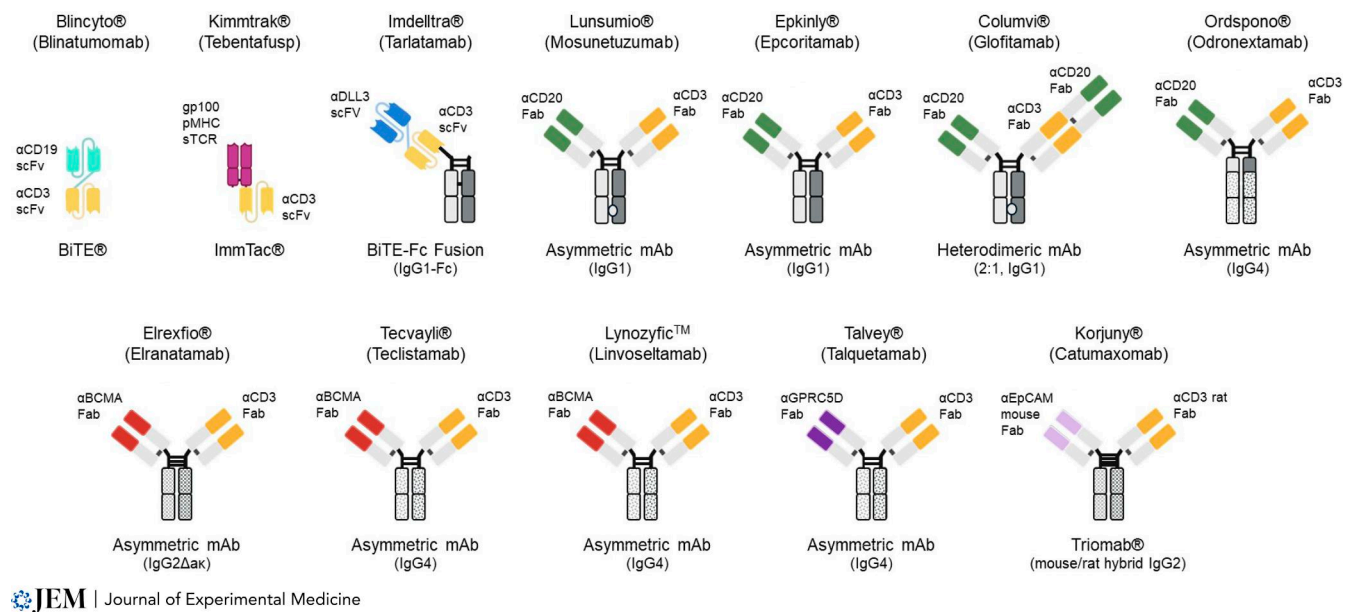 Blincyto®
(Blinatumomab)
αCD19
scFv
αCD3
scFv
BiTE®
Kimmtrak®
(Tebentafusp)
gp100
pMHC
sTCR
αCD3
scFv
ImmTac®
Imdelltra®
(Tarlatamab)
αDLL3
scFV
αCD3
scFv
BiTE-Fc Fusion
(IgG1-Fc)
Lunsumio®
(Mosunetuzumab)
αCD20
Fab
αCD3
Fab
Asymmetric mAb
(IgG1)
Epkinly®
(Epcoritamab)
αCD20
Fab
αCD3
Fab
Asymmetric mAb
(IgG1)
Columvi®
(Glofitamab)
αCD20
Fab
αCD20
Fab
αCD3
Fab
Heterodimeric mAb
(2:1, IgG1)
Ordspono®
(Odronextamab)
αCD20
Fab
αCD3
Fab
Asymmetric mAb
(IgG4)
Elrexfio®
(Elranatamab)
αBCMA
Fab
αCD3
Fab
Asymmetric mAb
(IgG2Δaκ)
Tecvayli®
(Teclistamab)
αBCMA
Fab
αCD3
Fab
Asymmetric mAb
(IgG4)
Lynozyfic™
(Linvoseltamab)
αBCMA
Fab
αCD3
Fab
Asymmetric mAb
(IgG4)
Talvey®
(Talquetamab)
αGPRC5D
Fab
αCD3
Fab
Asymmetric mAb
(IgG4)
Korjuny®
(Catumaxomab)
αEpCAM
mouse
Fab
αCD3 rat
Fab
Triomab®
(mouse/rat hybrid IgG2)
JEM | Journal of Experimental Medicine